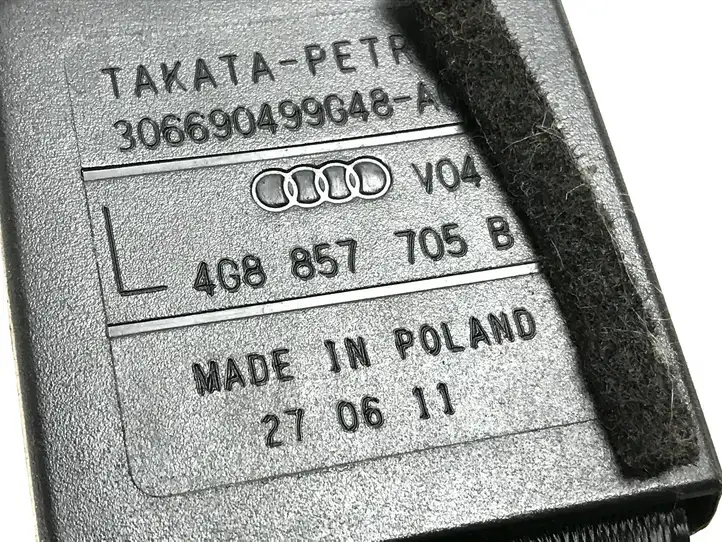 TAKATA-PETR
306690499G48-A
V04
L
4G8 857 705 B
MADE IN POLAND
27 06 11